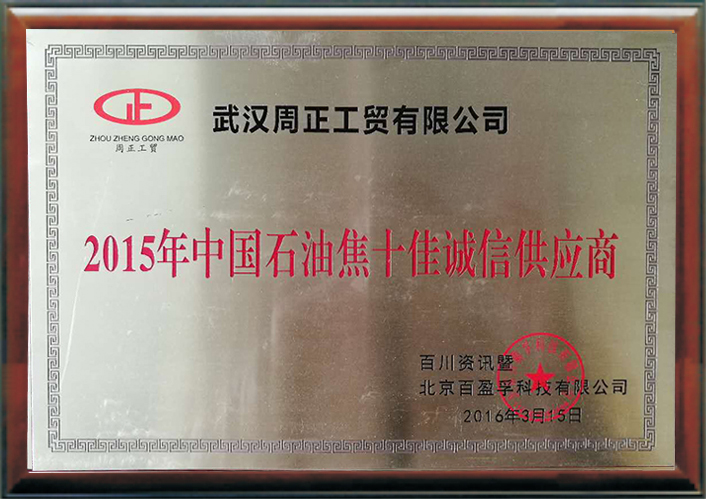 ZHOU ZHENG GONG MAO
周正工貿
武汉周正工贸有限公司
2015年中国石油焦十佳诚信供应商
百川资讯暨
北京百盈孚科技有限公司
2016年3月15日